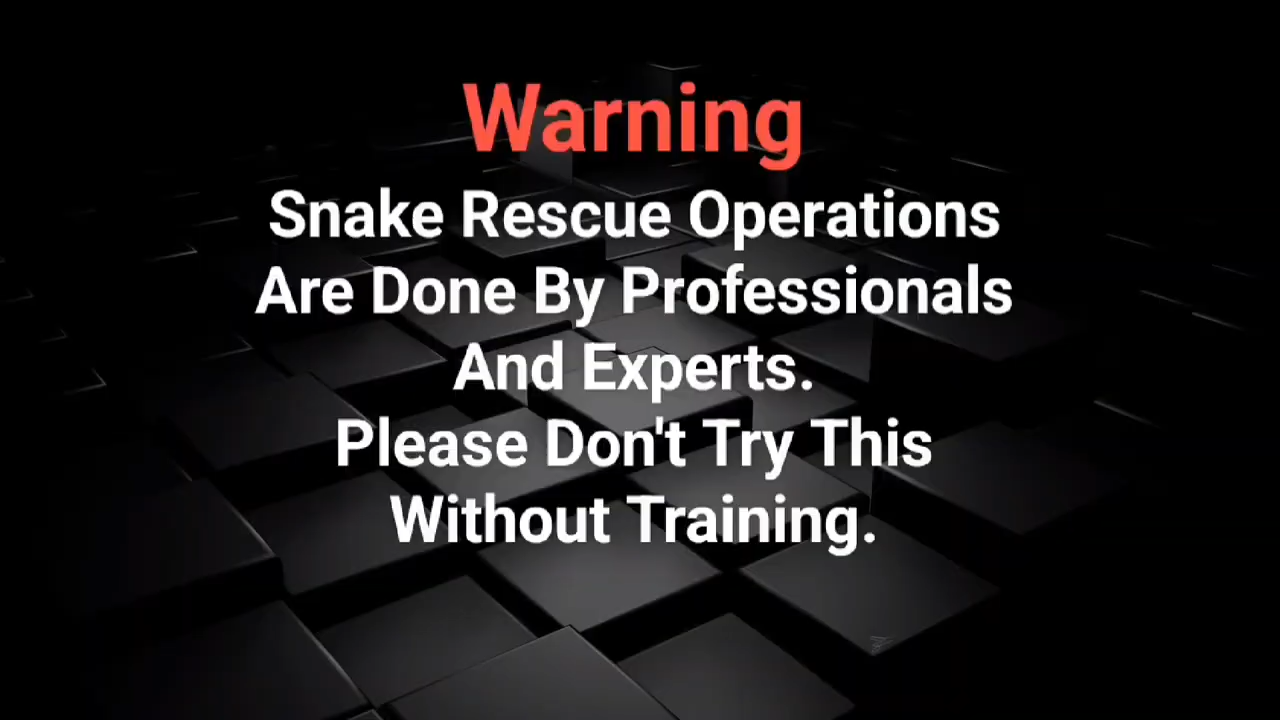 Warning
Snake Rescue Operations
Are Done By Professionals
And Experts.
Please Don't Try This
Without Training.